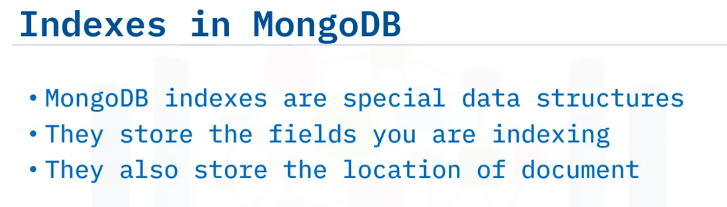 Indexes in MongoDB
• MongoDB indexes are special data structures
• They store the fields you are indexing
• They also store the location of document